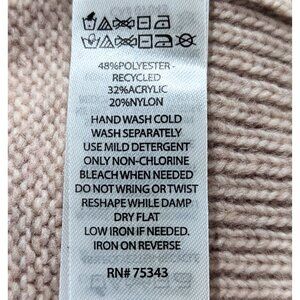 48%POLYESTER -
RECYCLED
32%ACRYLIC
20%NYLON
HAND WASH COLD
WASH SEPARATELY
USE MILD DETERGENT
ONLY NON-CHLORINE
BLEACH WHEN NEEDED
DO NOT WRING OR TWIST
RESHAPE WHILE DAMP
DRY FLAT
LOW IRON IF NEEDED.
IRON ON REVERSE
RN# 75343